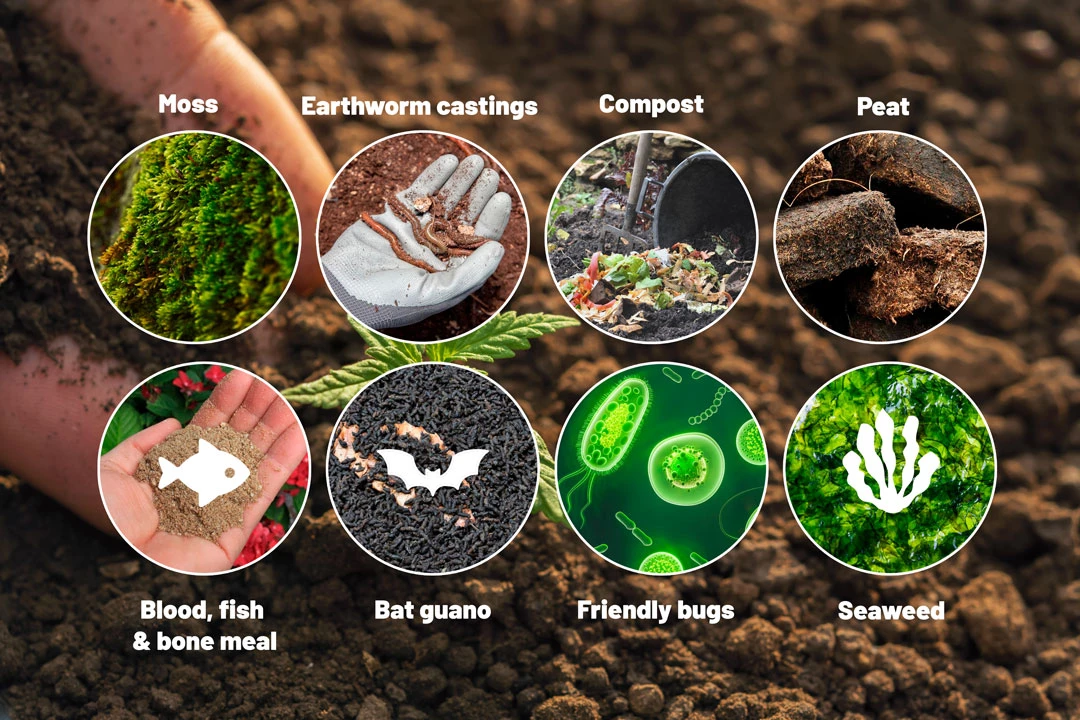 Moss
Earthworm castings
Compost
Peat
Blood, fish
& bone meal
Bat guano
Friendly bugs
Seaweed